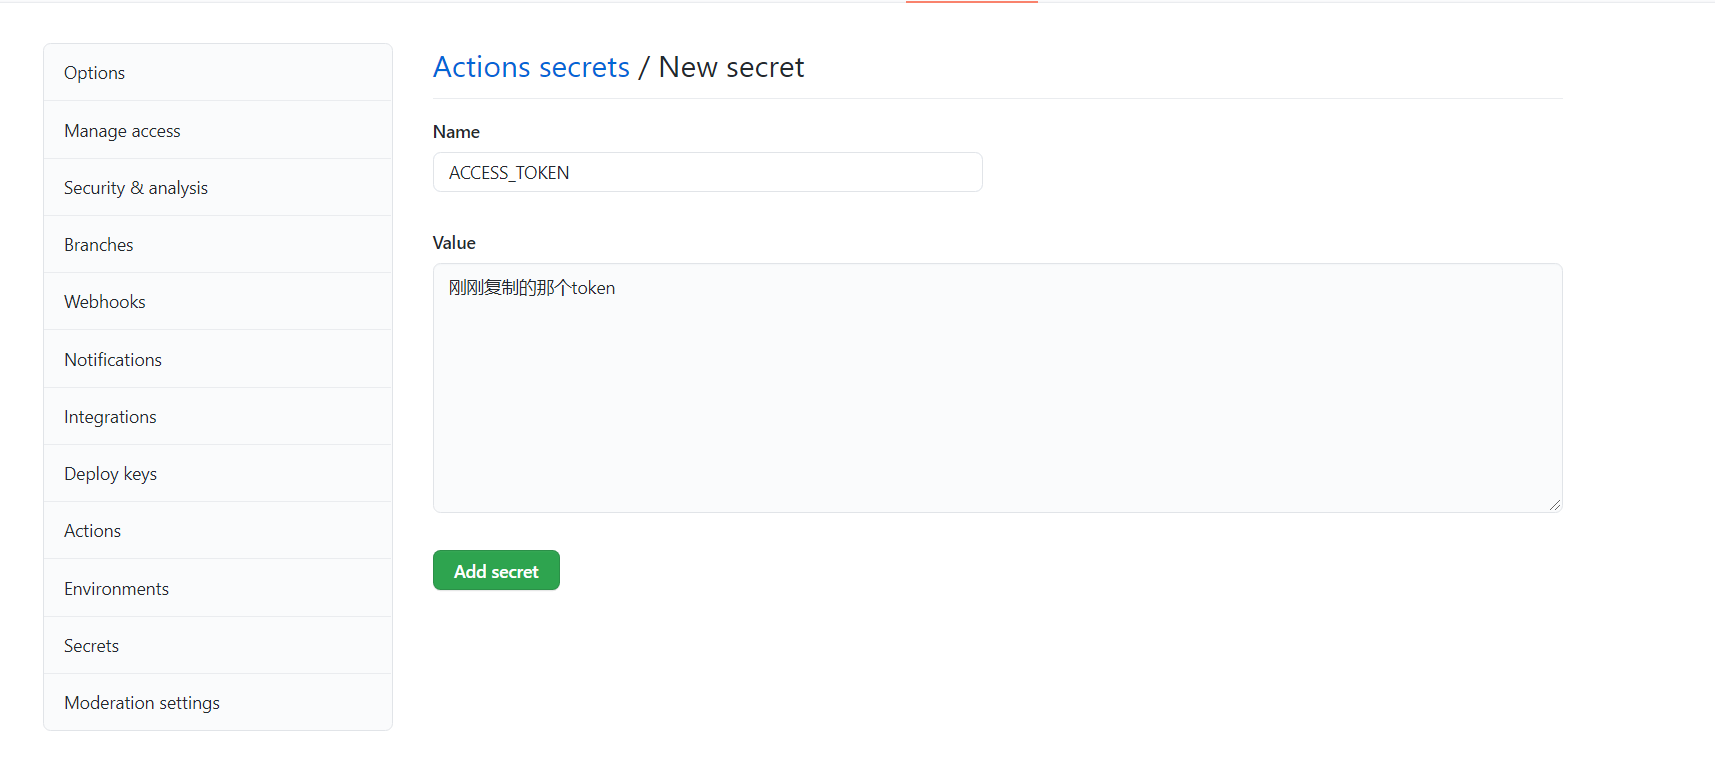 Options
Manage access
Security & analysis
Branches
Webhooks
Notifications
Integrations
Deploy keys
Actions
Environments
Secrets
Moderation settings
Actions secrets / New secret
Name
ACCESS_TOKEN
Value
刚刚复制的那个token
Add secret